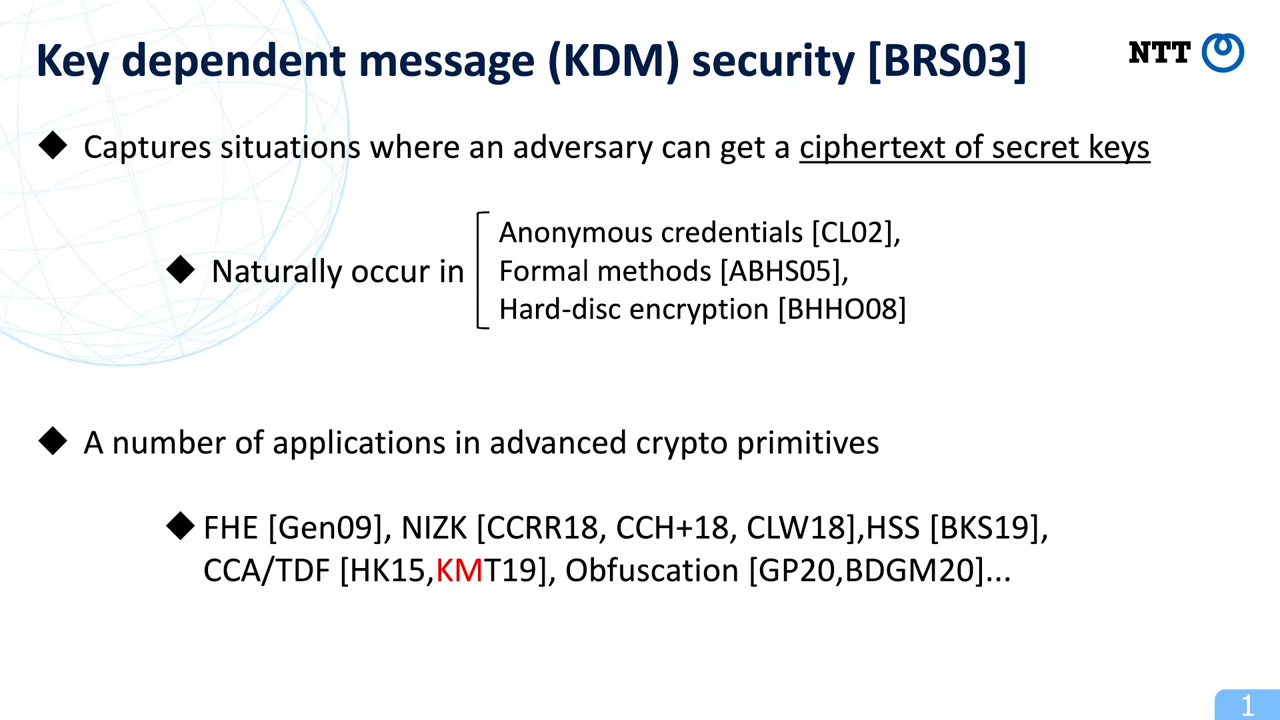 Key dependent message (KDM) security [BRS03]
NTT
◆ Captures situations where an adversary can get a ciphertext of secret keys
◆ Naturally occur in
Anonymous credentials [CL02],
Formal methods [ABHS05],
Hard-disc encryption [BHHO08]
◆ A number of applications in advanced crypto primitives
◆ FHE [Gen09], NIZK [CCRR18, CCH+18, CLW18],HSS [BKS19],
CCA/TDF [HK15,KMT19], Obfuscation [GP20,BDGM20]...
1